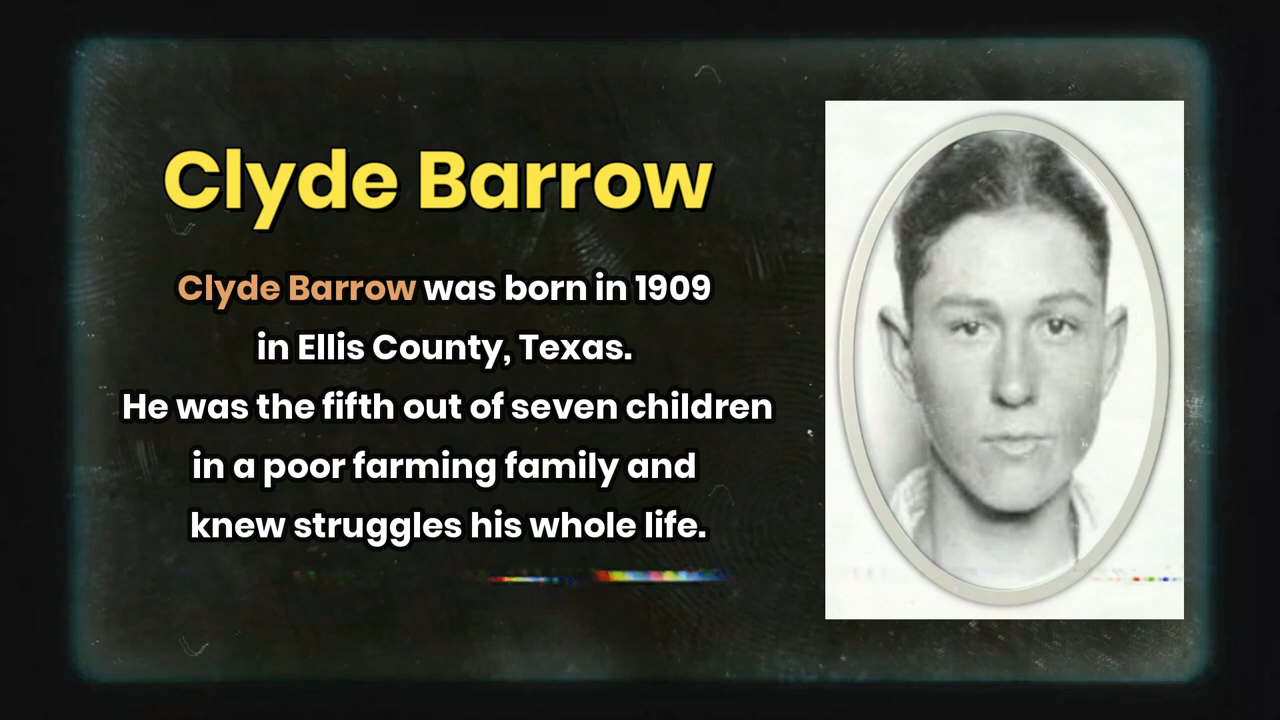 Clyde Barrow
Clyde Barrow was born in 1909
in Ellis County, Texas.
He was the fifth out of seven children
in a poor farming family and
knew struggles his whole life.